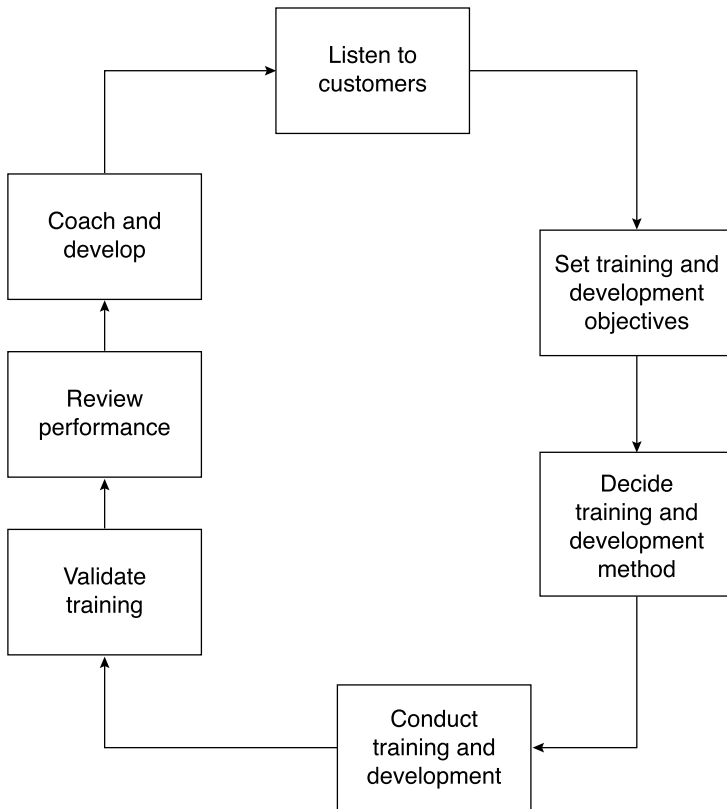 Listen to
customers
Set training and
development
objectives
Decide
training and
development
method
Conduct
training and
development
Validate
training
Review
performance
Coach and
develop